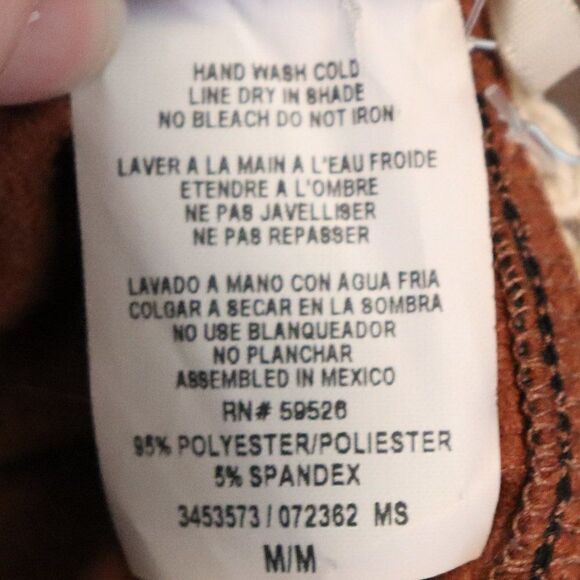 HAND WASH COLD
LINE DRY IN SHADE
NO BLEACH DO NOT IRON
LAVER A LA MAIN A L'EAU FROIDE
ETENDRE A L'OMBRE
NE PAS JAVELLISER
NE PAS REPASSER
LAVADO A MANO CON AGUA FRIA
COLGAR A SECAR EN LA SOMBRA
NO USE BLANQUEADOR
NO PLANCHAR
ASSEMBLED IN MEXICO
RN# 59526
95% POLYESTER/POLIESTER
5% SPANDEX
3453573 / 072362 MS
M/M